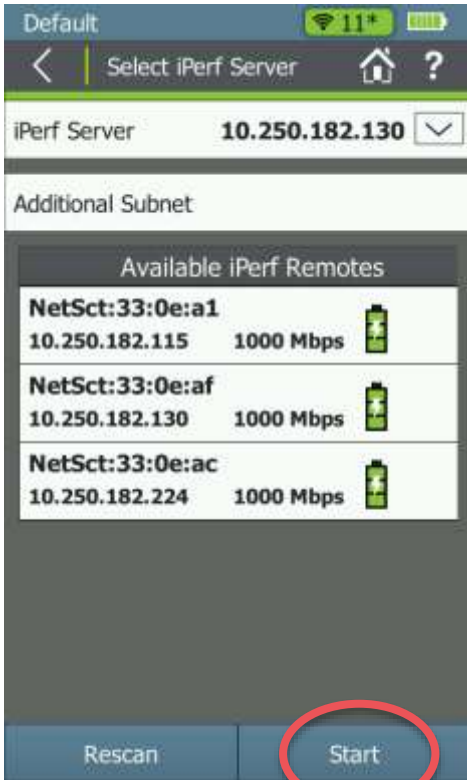 Default 11*
Select iPerf Server ?
iPerf Server 10.250.182.130
Additional Subnet
Available iPerf Remotes
NetSct:33:0e:a1
10.250.182.115 1000 Mbps
NetSct:33:0e:af
10.250.182.130 1000 Mbps
NetSct:33:0e:ac
10.250.182.224 1000 Mbps
Rescan Start